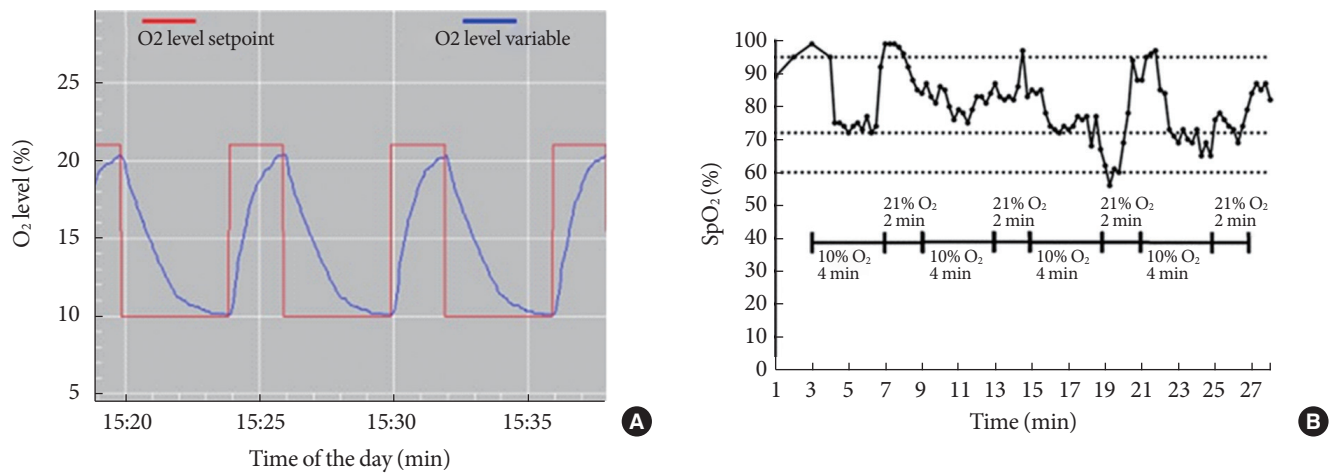 O2 level setpoint
O2 level variable
25
20
15
10
5
O₂ level (%)
15:20
15:25
15:30
15:35
Time of the day (min)
A
100
90
80
70
60
50
40
30
20
10
0
SpO₂ (%)
21% O₂
2 min
21% O₂
2 min
21% O₂
2 min
21% O₂
2 min
10% O₂
4 min
10% O₂
4 min
10% O₂
4 min
10% O₂
4 min
1 3 5 7 9 11 13 15 17 19 21 23 25 27
Time (min)
B